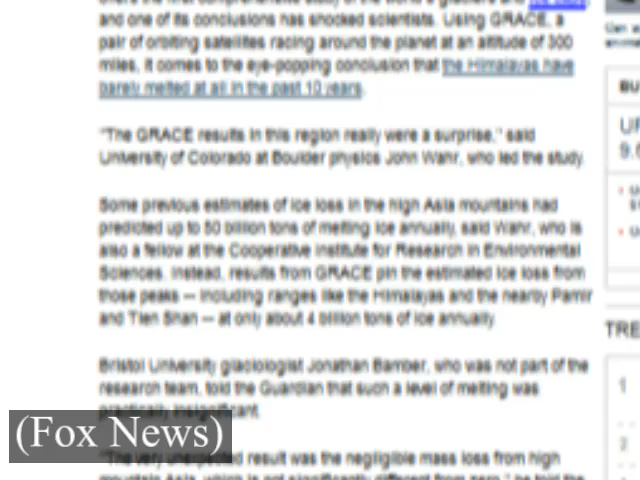 and one of its conclusions has shocked scientists. Using GRACE, a
pair of orbiting satellites racing around the planet at an altitude of 300
miles, it comes to the eye-popping conclusion that the Himalayas have
barely melted at all in the past 10 years.
"The GRACE results in this region really were a surprise," said
University of Colorado at Boulder physics John Wahr, who led the study.
Some previous estimates of ice loss in the high Asia mountains had
predicted up to 50 billion tons of melting ice annually, said Wahr, who is
also a fellow at the Cooperative Institute for Research in Environmental
Sciences. Instead, results from GRACE pin the estimated ice loss from
those peaks — including ranges like the Himalayas and the nearby Pamir
and Tien Shan — at only about 4 billion tons of ice annually.
Bristol University glaciologist Jonathan Bamber, who was not part of the
research team, told the Guardian that such a level of melting was
practically insignificant.
"The very unexpected result was the negligible mass loss from high
(Fox News)
BU
TRE
1
2